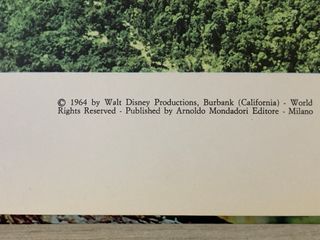 © 1964 by Walt Disney Productions, Burbank (California) - World
Rights Reserved - Published by Arnoldo Mondadori Editore - Milano